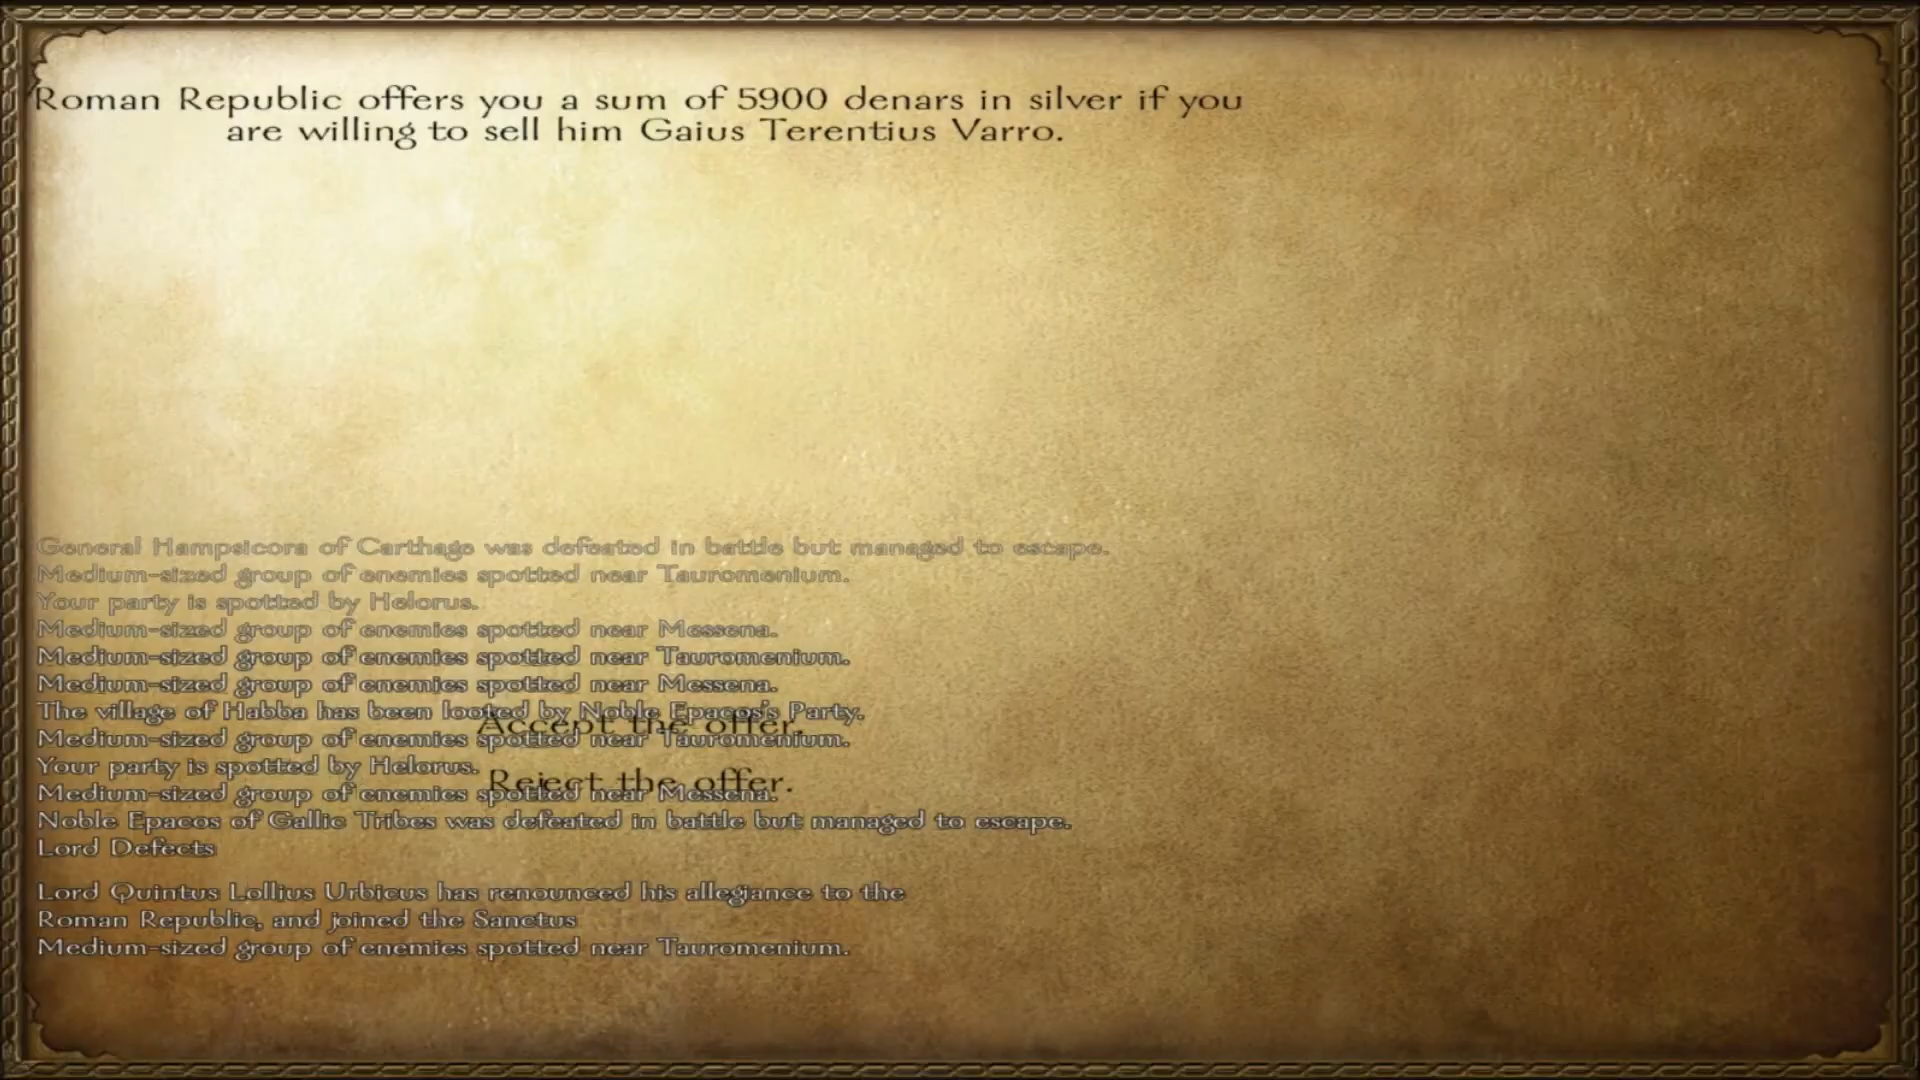 Roman Republic offers you a sum of 5900 denars in silver if you
are willing to sell him Gaius Terentius Varro.
General Hampsicora of Carthage was defeated in battle but managed to escape.
Medium-sized group of enemies spotted near Tauromenium.
Your party is spotted by Helorus.
Medium-sized group of enemies spotted near Messena.
Medium-sized group of enemies spotted near Tauromenium.
Medium-sized group of enemies spotted near Messena.
The village of Habba has been looted by Noble Epacos's Party.
Accept the offer.
Medium-sized group of enemies spotted near Tauromenium.
Your party is spotted by Helorus.
Reject the offer.
Medium-sized group of enemies spotted near Messena.
Noble Epacos of Gallic Tribes was defeated in battle but managed to escape.
Lord Defects
Lord Quintus Lollius Urbicus has renounced his allegiance to the
Roman Republic, and joined the Sanctus
Medium-sized group of enemies spotted near Tauromenium.